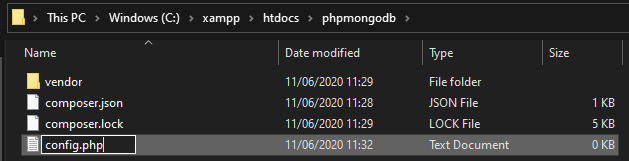 This PC > Windows (C:) > xampp > htdocs > phpmongodb >
Name Date modified Type Size
vendor 11/06/2020 11:29 File folder
composer.json 11/06/2020 11:28 JSON File 1 KB
composer.lock 11/06/2020 11:29 LOCK File 5 KB
config.php 11/06/2020 11:32 Text Document 0 KB